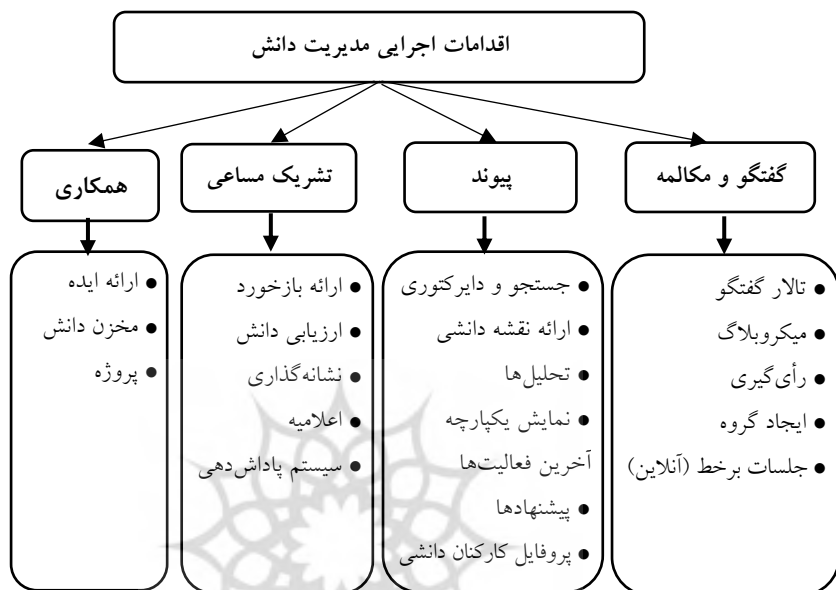 اقدامات اجرایی مدیریت دانش
گفتگو و مکالمه
پیوند
تشریک مساعی
همکاری
● تالار گفتگو
● میکروبلاگ
● رأی‌گیری
● ایجاد گروه
● جلسات برخط (آنلاین)
● جستجو و دایرکتوری
● ارائه نقشه دانشی
● تحلیل‌ها
● نمایش یکپارچه
آخرین فعالیت‌ها
● پیشنهادها
● پروفایل کارکنان دانشی
● ارائه بازخورد
● ارزیابی دانش
● نشانه‌گذاری
● اعلامیه
● سیستم پاداش‌دهی
● ارائه ایده
● مخزن دانش
● پروژه